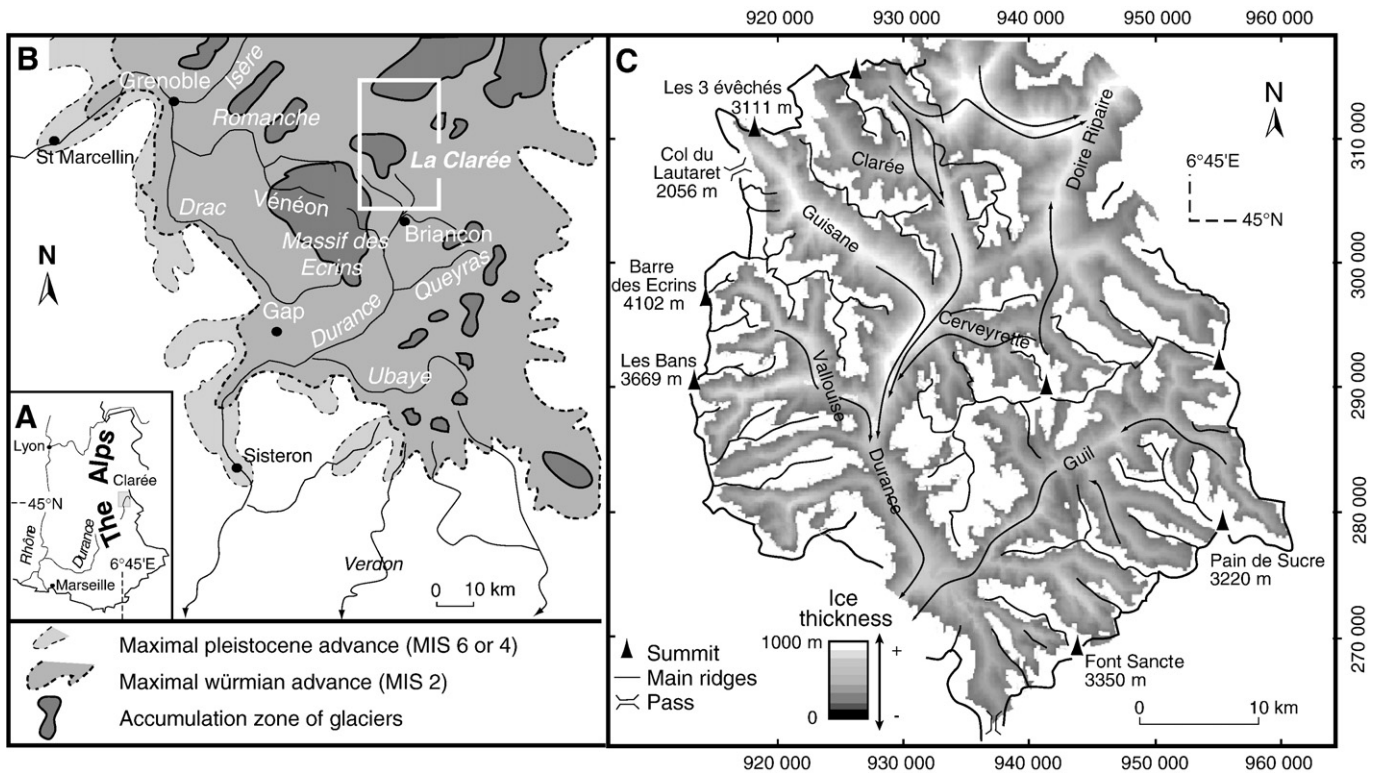 B
Grenoble
Isère
Romanche
St Marcellin
La Clarée
Vénéon
Drac
Briançon
Massif des
Ecrins
Queyras
N
Gap
Durance
Ubaye
Sisteron
Verdon
0 10 km
A
Lyon
The Alps
Clarée
45°N
Rhôre
Durance
6°45'E
Marseille
Maximal pleistocene advance (MIS 6 or 4)
Maximal würmian advance (MIS 2)
Accumulation zone of glaciers
920 000 930 000 940 000 950 000 960 000
C
Les 3 évêchés
3111 m
N
Col du
Lautaret
2056 m
Clarée
Doire Ripaire
6°45'E
45°N
310 000
Guisane
Barre
des Ecrins
4102 m
300 000
Cerveyrette
Les Bans
3669 m
Vallouise
290 000
Durance
Guil
280 000
Pain de Sucre
3220 m
Ice
thickness
1000 m
+
0
-
270 000
Summit
Main ridges
Pass
Font Sancte
3350 m
0 10 km
920 000 930 000 940 000 950 000 960 000